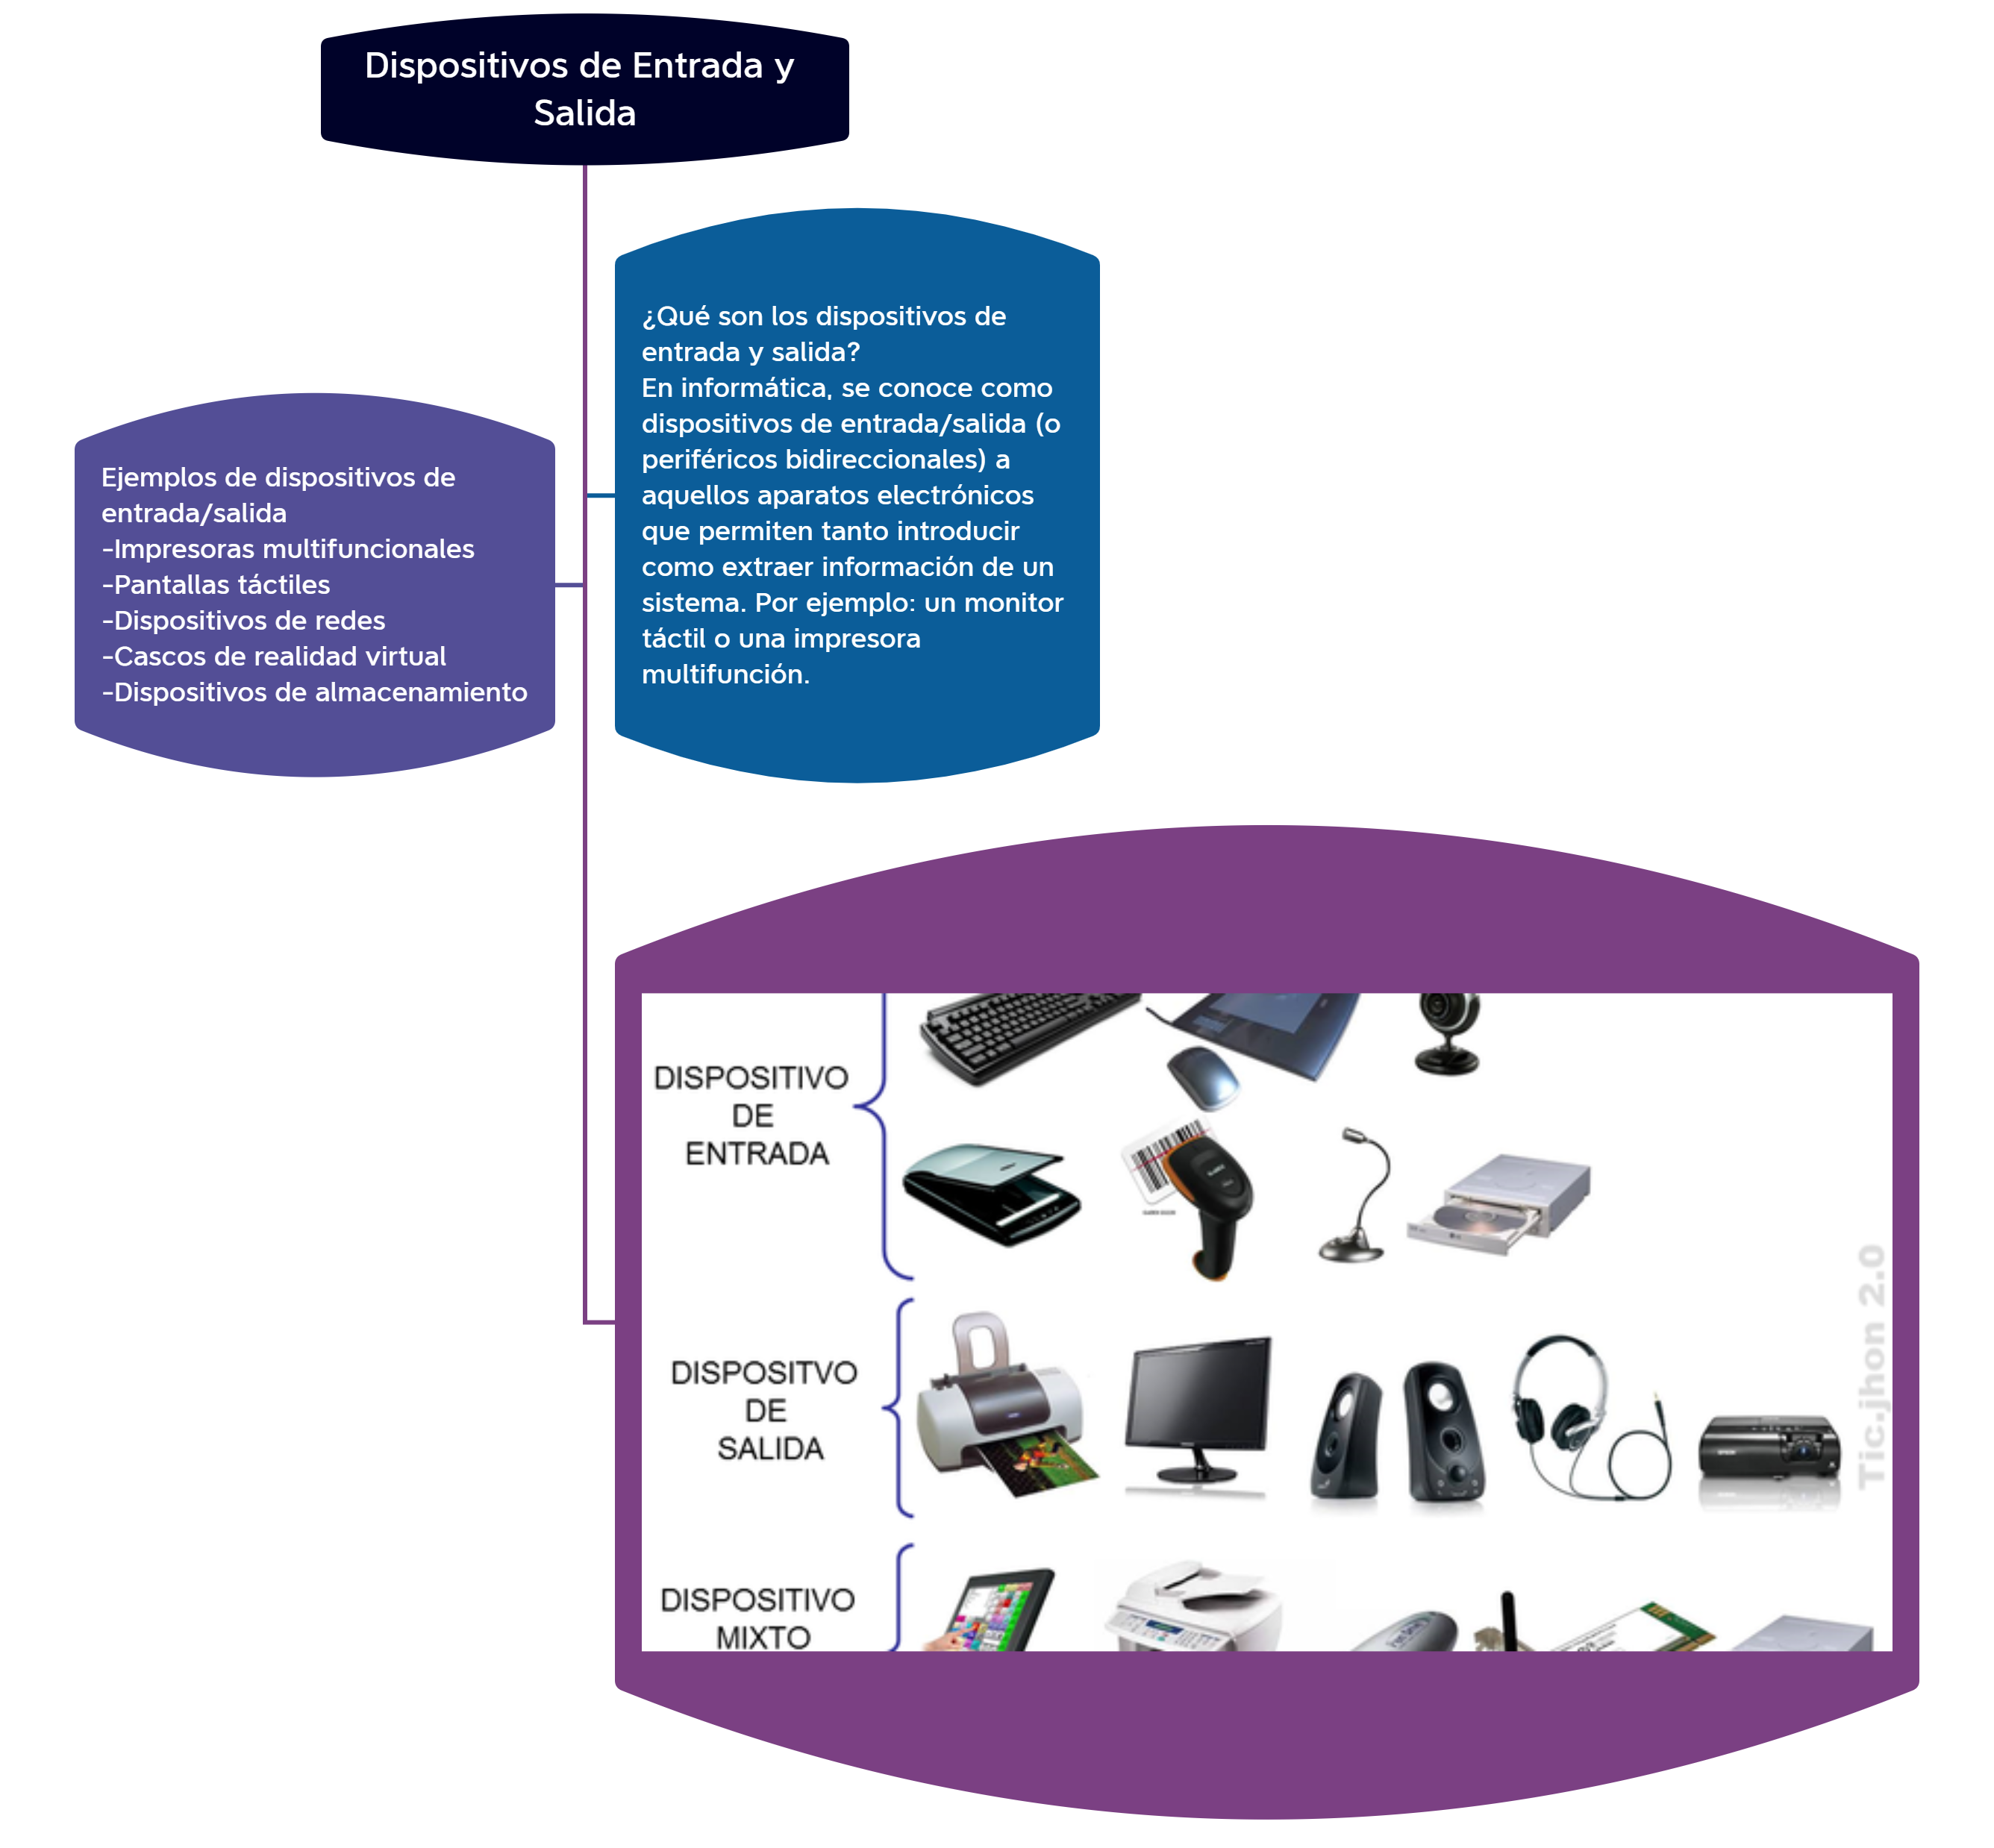 Dispositivos de Entrada y
Salida
¿Qué son los dispositivos de
entrada y salida?
En informática, se conoce como
dispositivos de entrada/salida (o
periféricos bidireccionales) a
aquellos aparatos electrónicos
que permiten tanto introducir
como extraer información de un
sistema. Por ejemplo: un monitor
táctil o una impresora
multifunción.
Ejemplos de dispositivos de
entrada/salida
-Impresoras multifuncionales
-Pantallas táctiles
-Dispositivos de redes
-Cascos de realidad virtual
-Dispositivos de almacenamiento
DISPOSITIVO
DE
ENTRADA
DISPOSITVO
DE
SALIDA
DISPOSITIVO
MIXTO
Tic.jhon 2.0